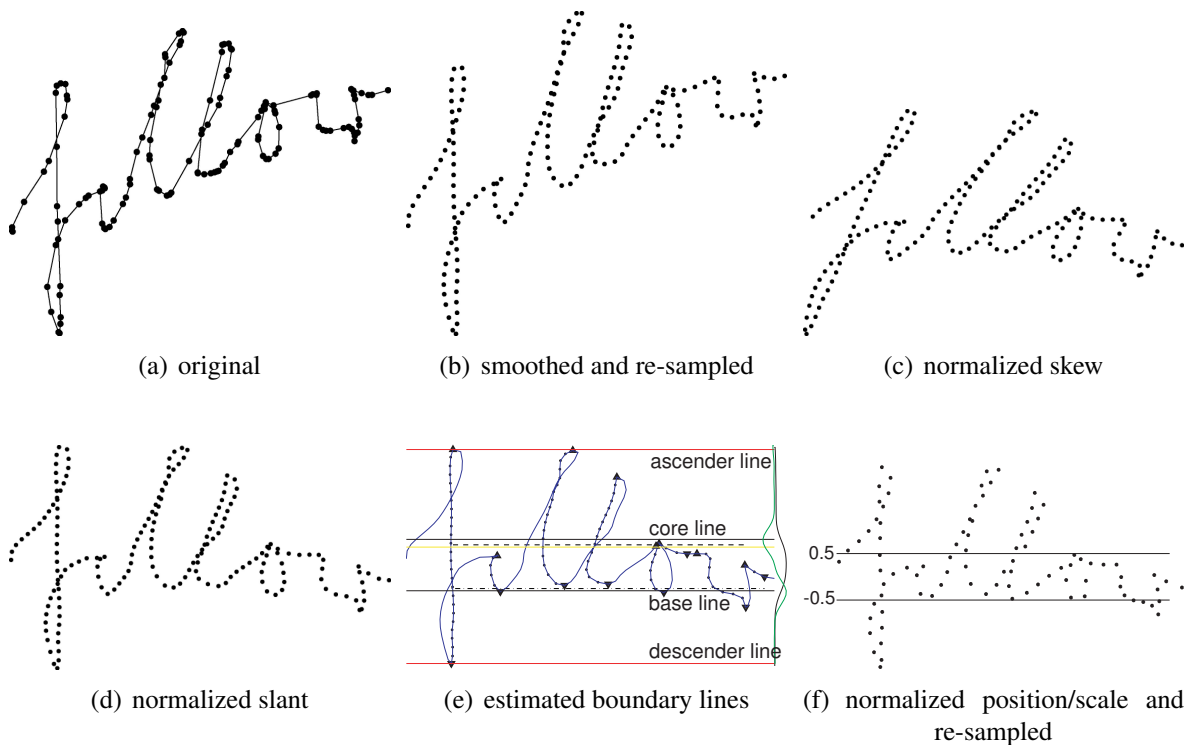 (a) original
(b) smoothed and re-sampled
(c) normalized skew
ascender line
core line
base line
descender line
0.5
-0.5
(d) normalized slant
(e) estimated boundary lines
(f) normalized position/scale and
re-sampled